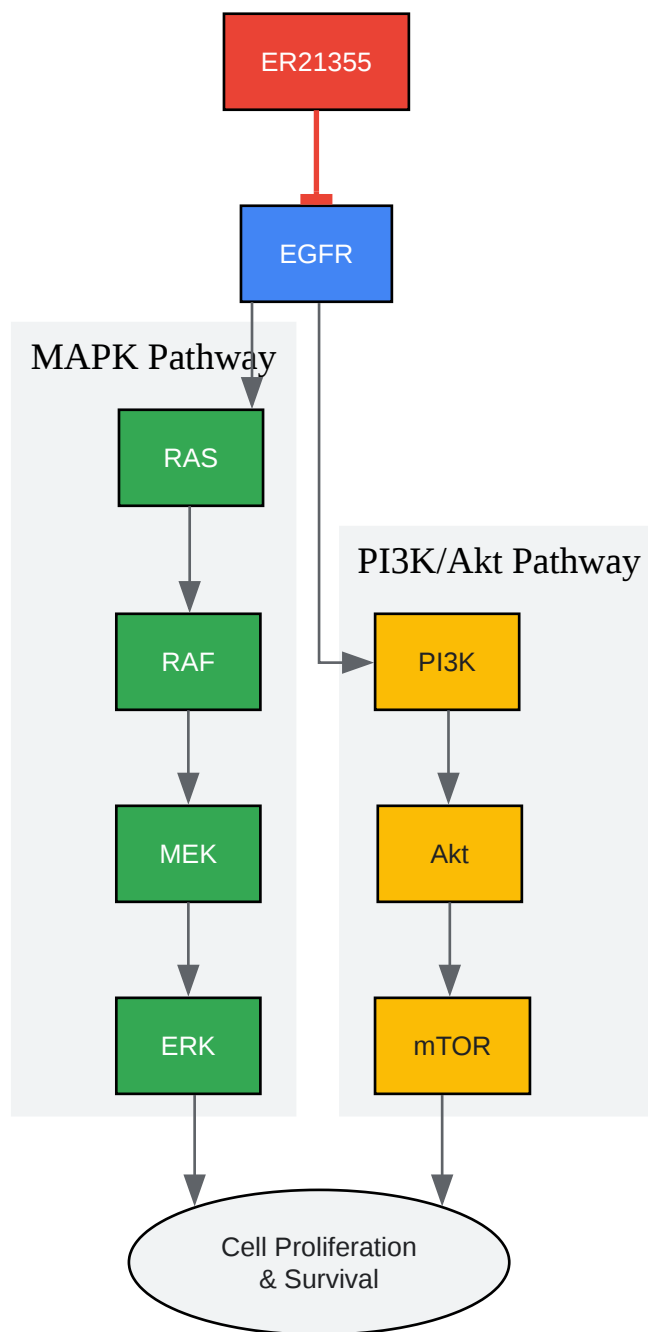 ER21355
EGFR
MAPK Pathway
RAS
PI3K/Akt Pathway
RAF
PI3K
MEK
Akt
ERK
mTOR
Cell Proliferation
& Survival